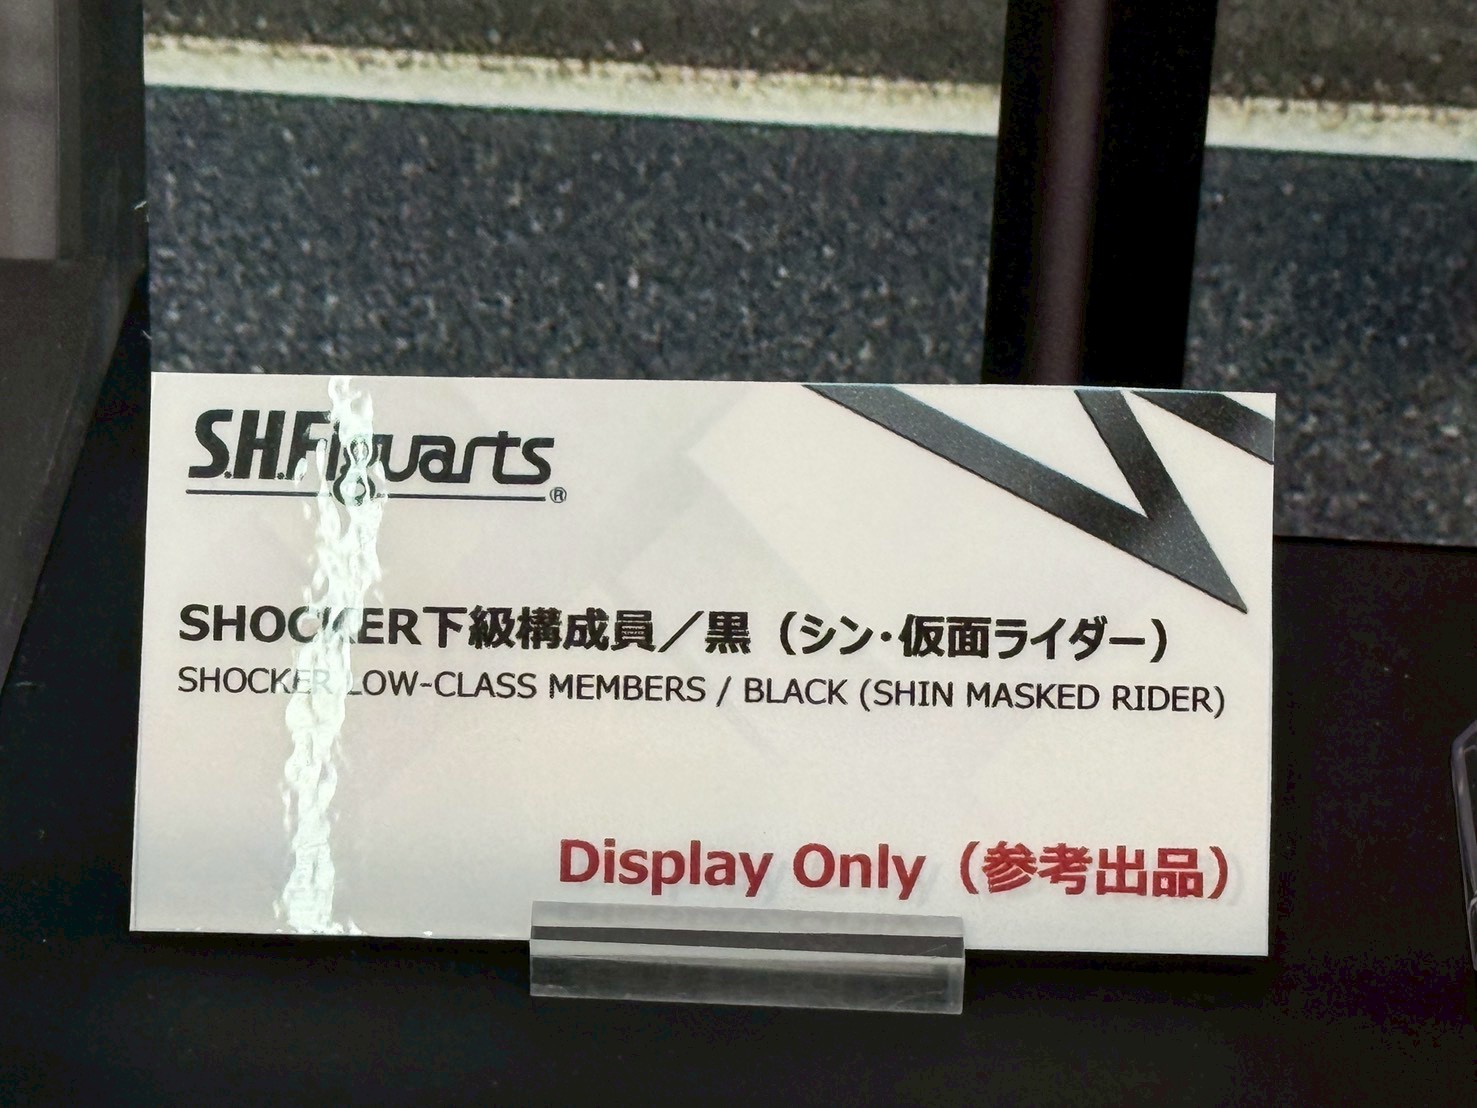 S.H.Figuarts®
SHOCKER下級構成員／黒（シン・仮面ライダー）
SHOCKER LOW-CLASS MEMBERS / BLACK (SHIN MASKED RIDER)
Display Only（参考出品）